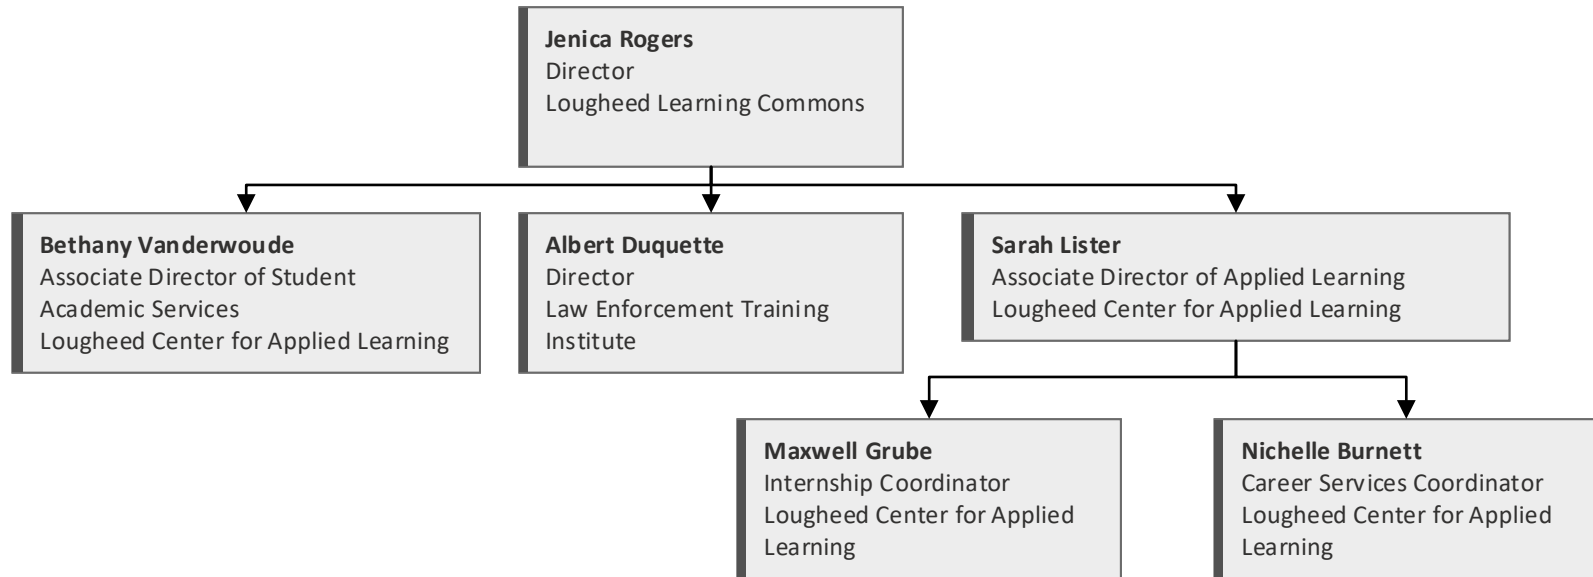 Jenica Rogers
Director
Lougheed Learning Commons
Bethany Vanderwoude
Associate Director of Student
Academic Services
Lougheed Center for Applied Learning
Albert Duquette
Director
Law Enforcement Training
Institute
Sarah Lister
Associate Director of Applied Learning
Lougheed Center for Applied Learning
Maxwell Grube
Internship Coordinator
Lougheed Center for Applied
Learning
Nichelle Burnett
Career Services Coordinator
Lougheed Center for Applied
Learning